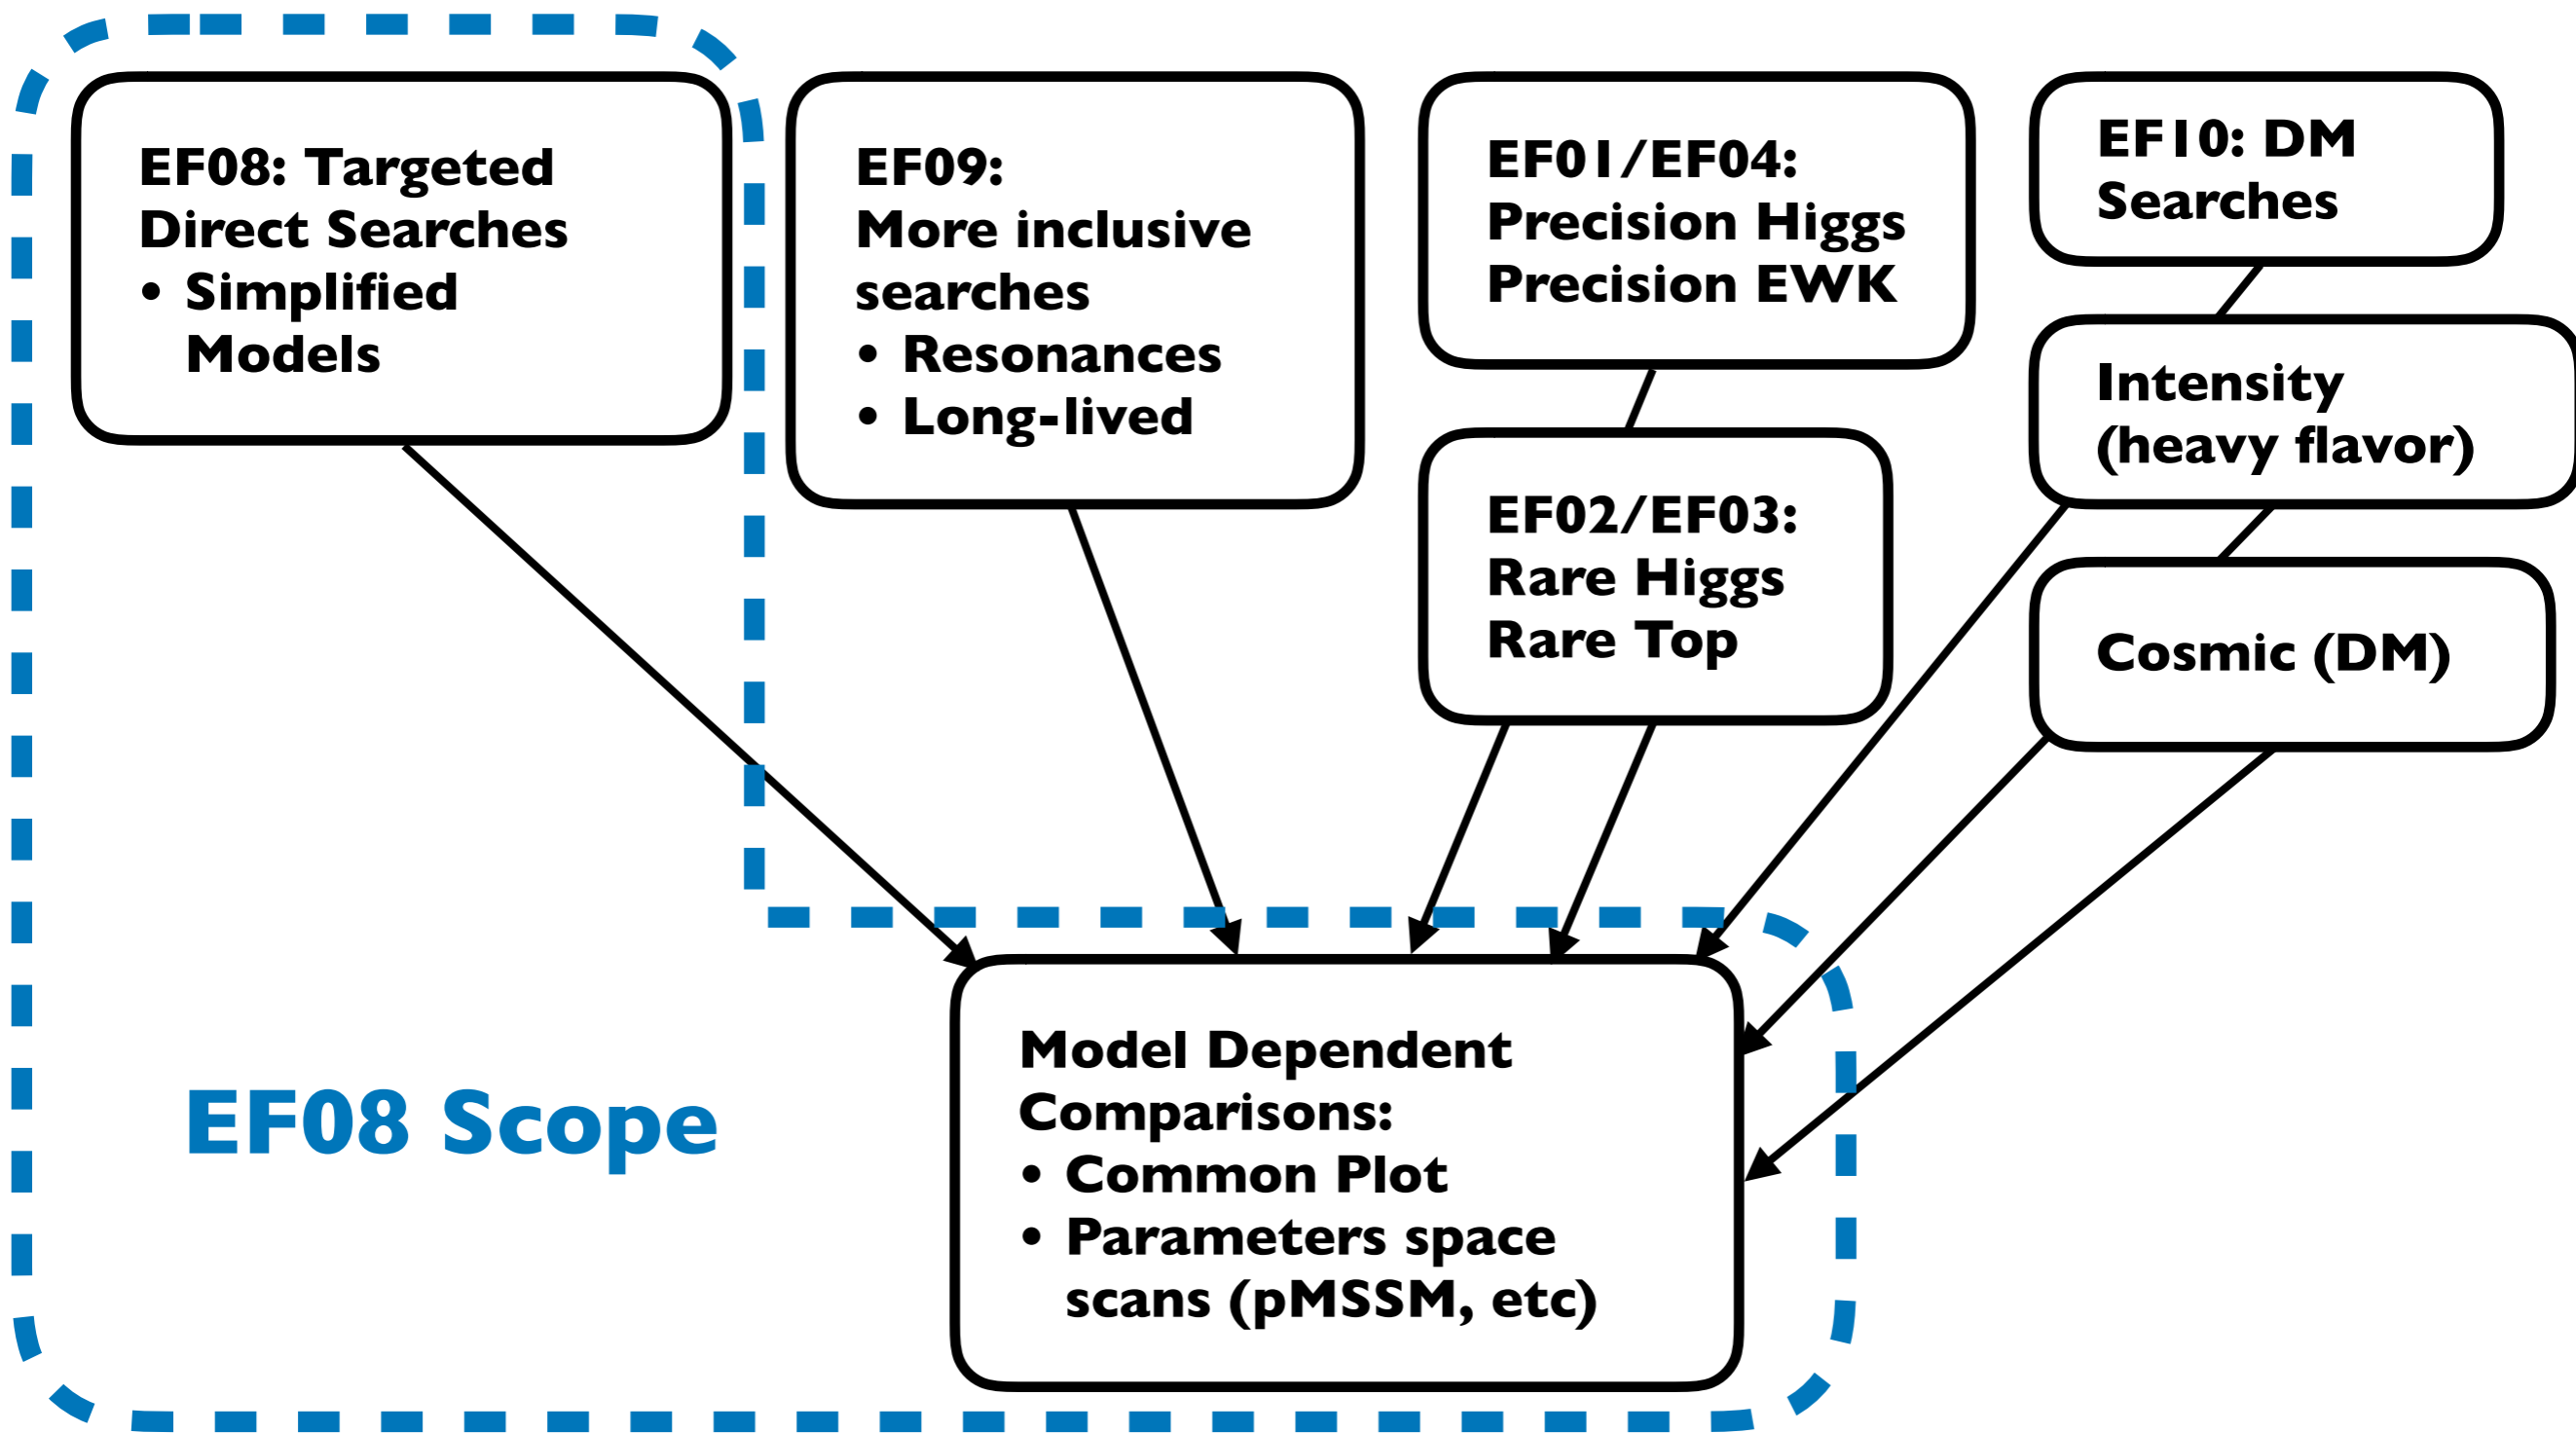 EF08: Targeted
Direct Searches
• Simplified
Models
EF09:
More inclusive
searches
• Resonances
• Long-lived
EF01/EF04:
Precision Higgs
Precision EWK
EF10: DM
Searches
Intensity
(heavy flavor)
EF02/EF03:
Rare Higgs
Rare Top
Cosmic (DM)
EF08 Scope
Model Dependent
Comparisons:
• Common Plot
• Parameters space
scans (pMSSM, etc)